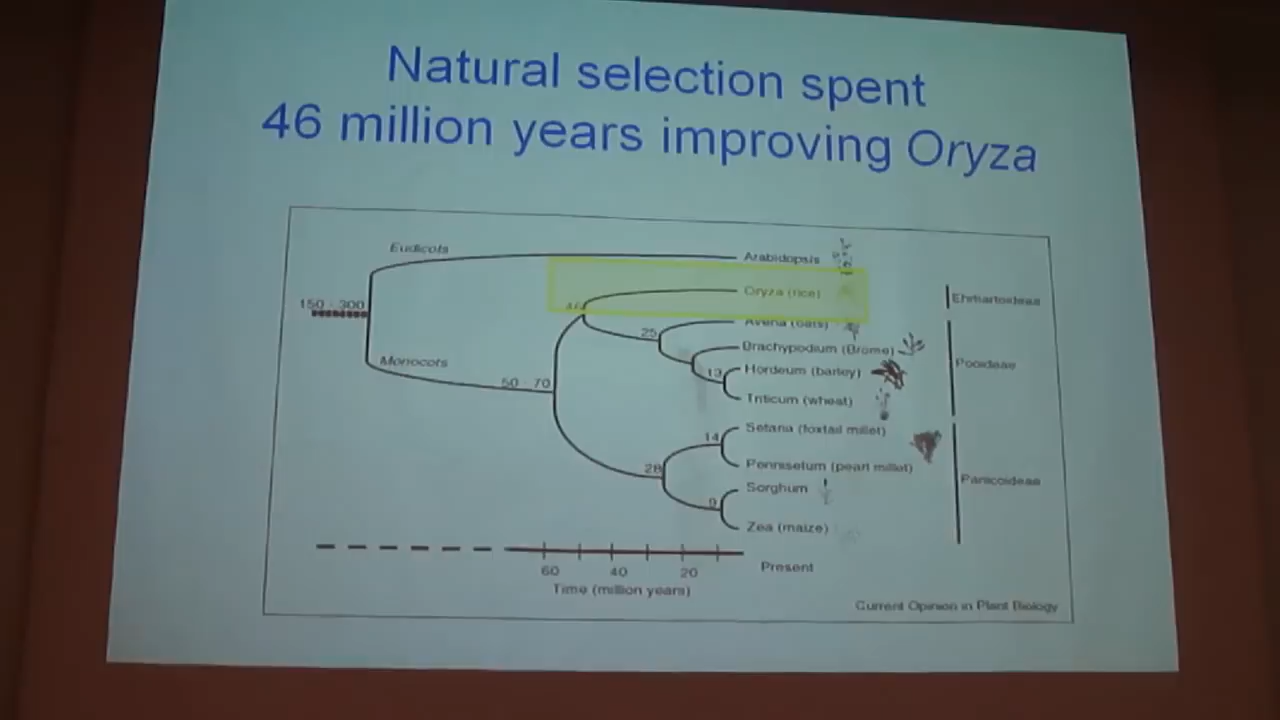 Natural selection spent
46 million years improving Oryza
Eudicots
Arabidopsis
Oryza (rice)
Ehrhartoideae
150 - 300
46
Avena (oats)
25
Brachypodium (Brome)
Pooideae
Monocots
Hordeum (barley)
13
50 - 70
Triticum (wheat)
Setaria (foxtail millet)
14
Pennisetum (pearl millet)
28
Panicoideae
Sorghum
9
Zea (maize)
60
40
20
Present
Time (million years)
Current Opinion in Plant Biology